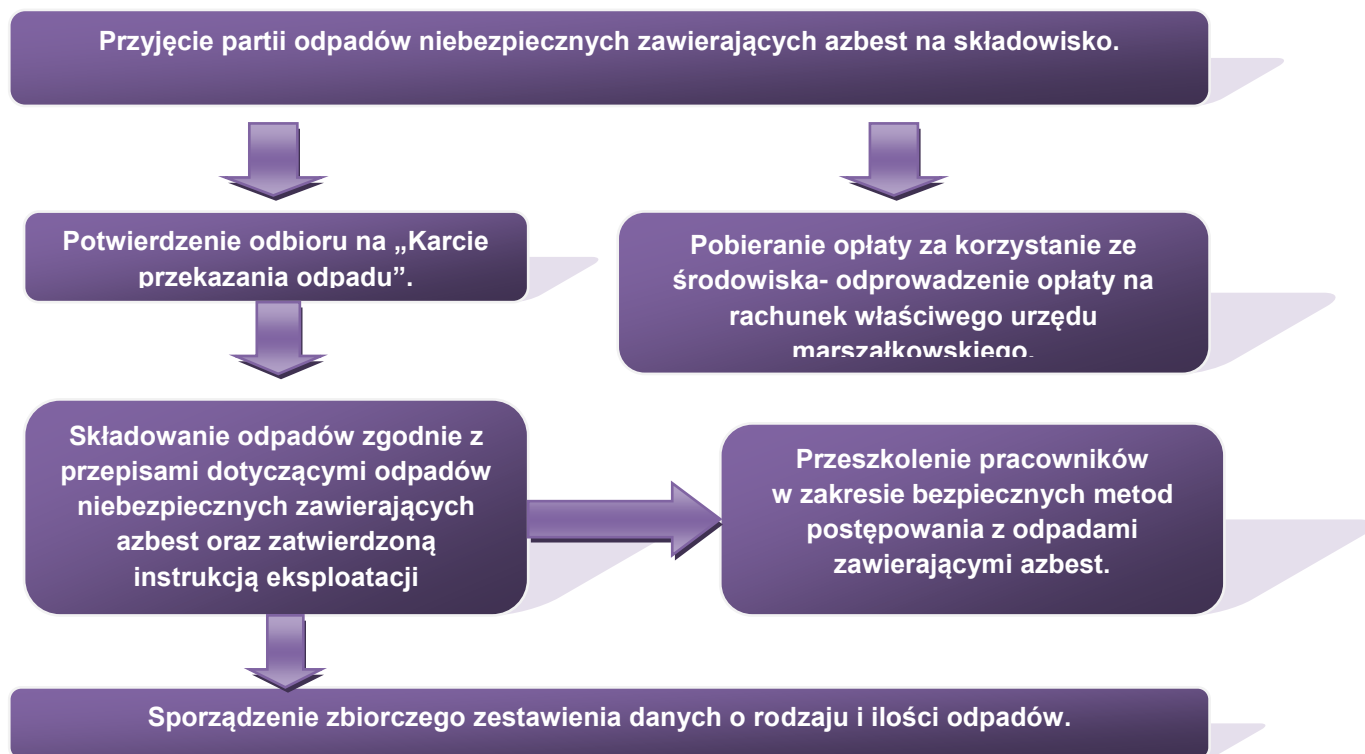 Przyjęcie partii odpadów niebezpiecznych zawierających azbest na składowisko.
Potwierdzenie odbioru na „Karcie
przekazania odpadu”.
Pobieranie opłaty za korzystanie ze
środowiska- odprowadzenie opłaty na
rachunek właściwego urzędu
marszałkowskiego.
Składowanie odpadów zgodnie z
przepisami dotyczącymi odpadów
niebezpiecznych zawierających
azbest oraz zatwierdzoną
instrukcją eksploatacji
Przeszkolenie pracowników
w zakresie bezpiecznych metod
postępowania z odpadami
zawierającymi azbest.
Sporządzenie zbiorczego zestawienia danych o rodzaju i ilości odpadów.